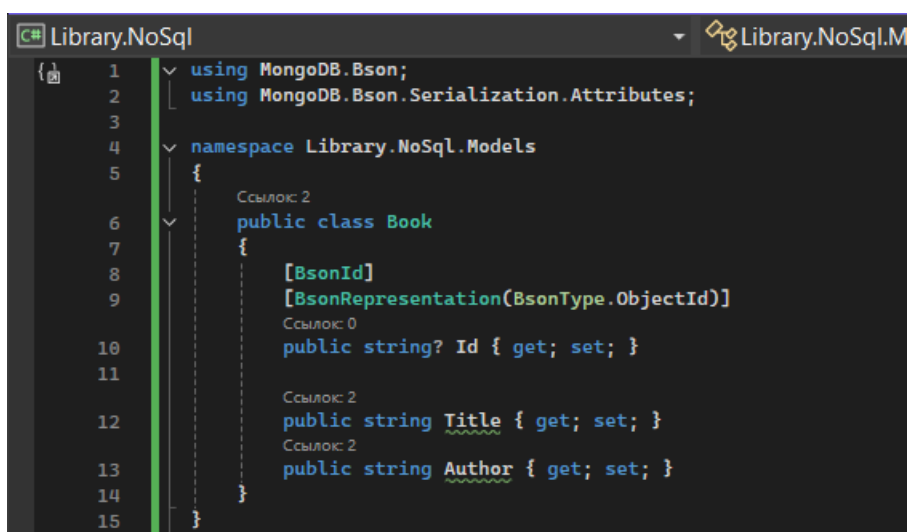 C# Library.NoSql Library.NoSql.M
1 using MongoDB.Bson;
2 using MongoDB.Bson.Serialization.Attributes;
3
4 namespace Library.NoSql.Models
5 {
Ссылок: 2
6 public class Book
7 {
8 [BsonId]
9 [BsonRepresentation(BsonType.ObjectId)]
Ссылок: 0
10 public string? Id { get; set; }
11
Ссылок: 2
12 public string Title { get; set; }
Ссылок: 2
13 public string Author { get; set; }
14 }
15 }